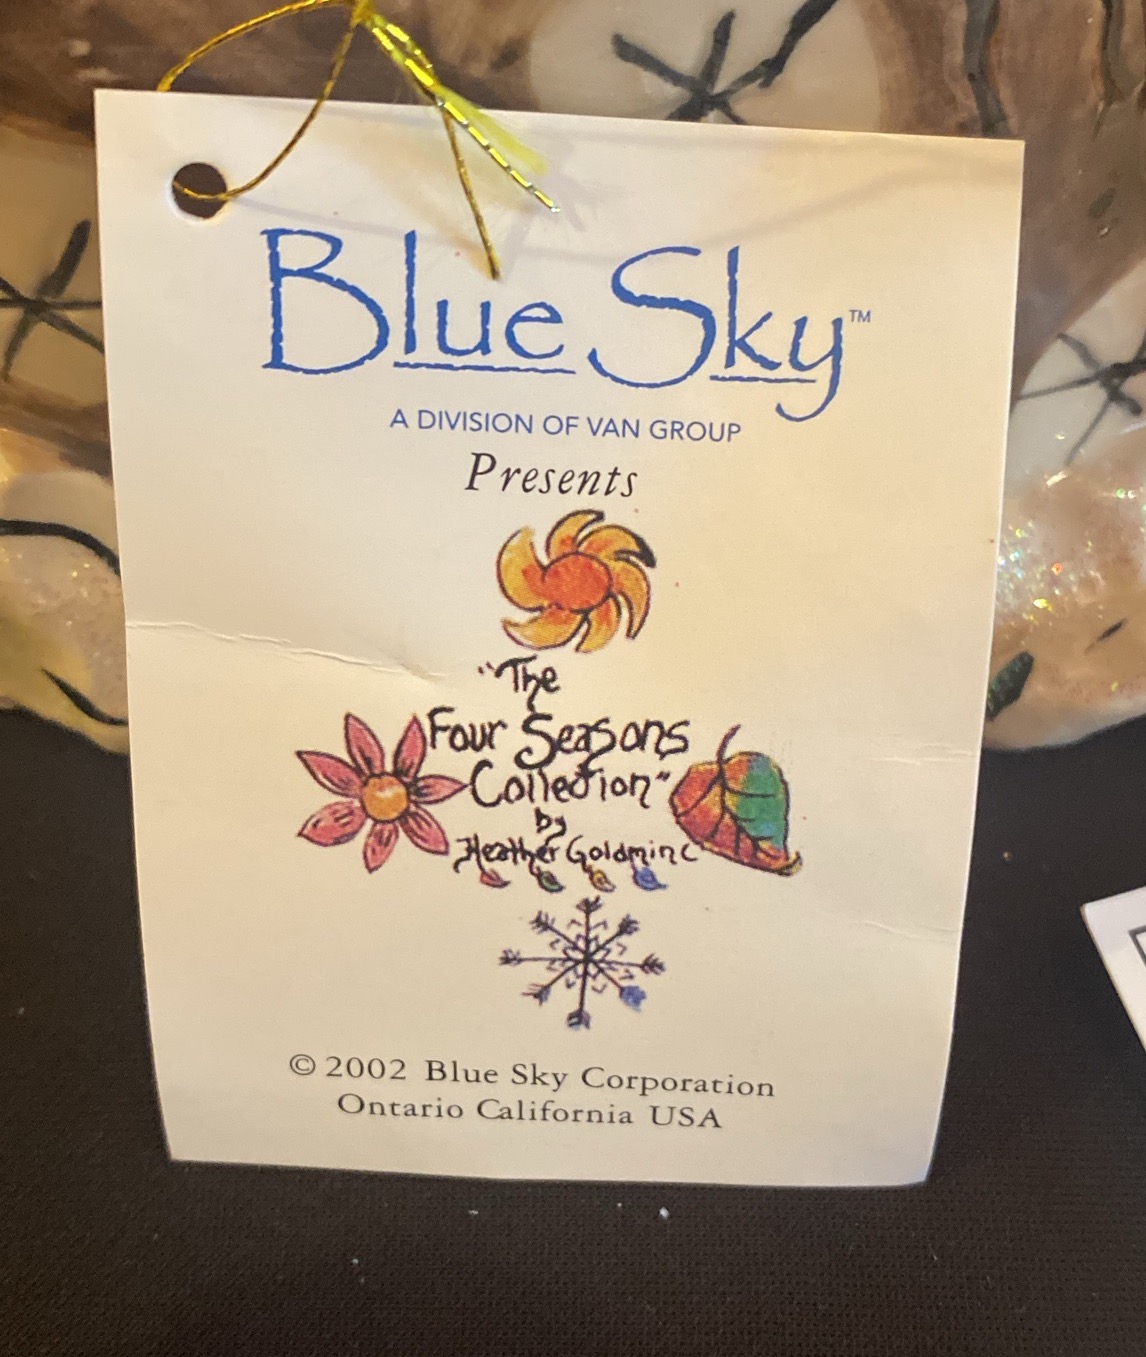 Blue Sky™
A DIVISION OF VAN GROUP
Presents
"The
Four Seasons
Collection"
by
Heather Goldminc
© 2002 Blue Sky Corporation
Ontario California USA